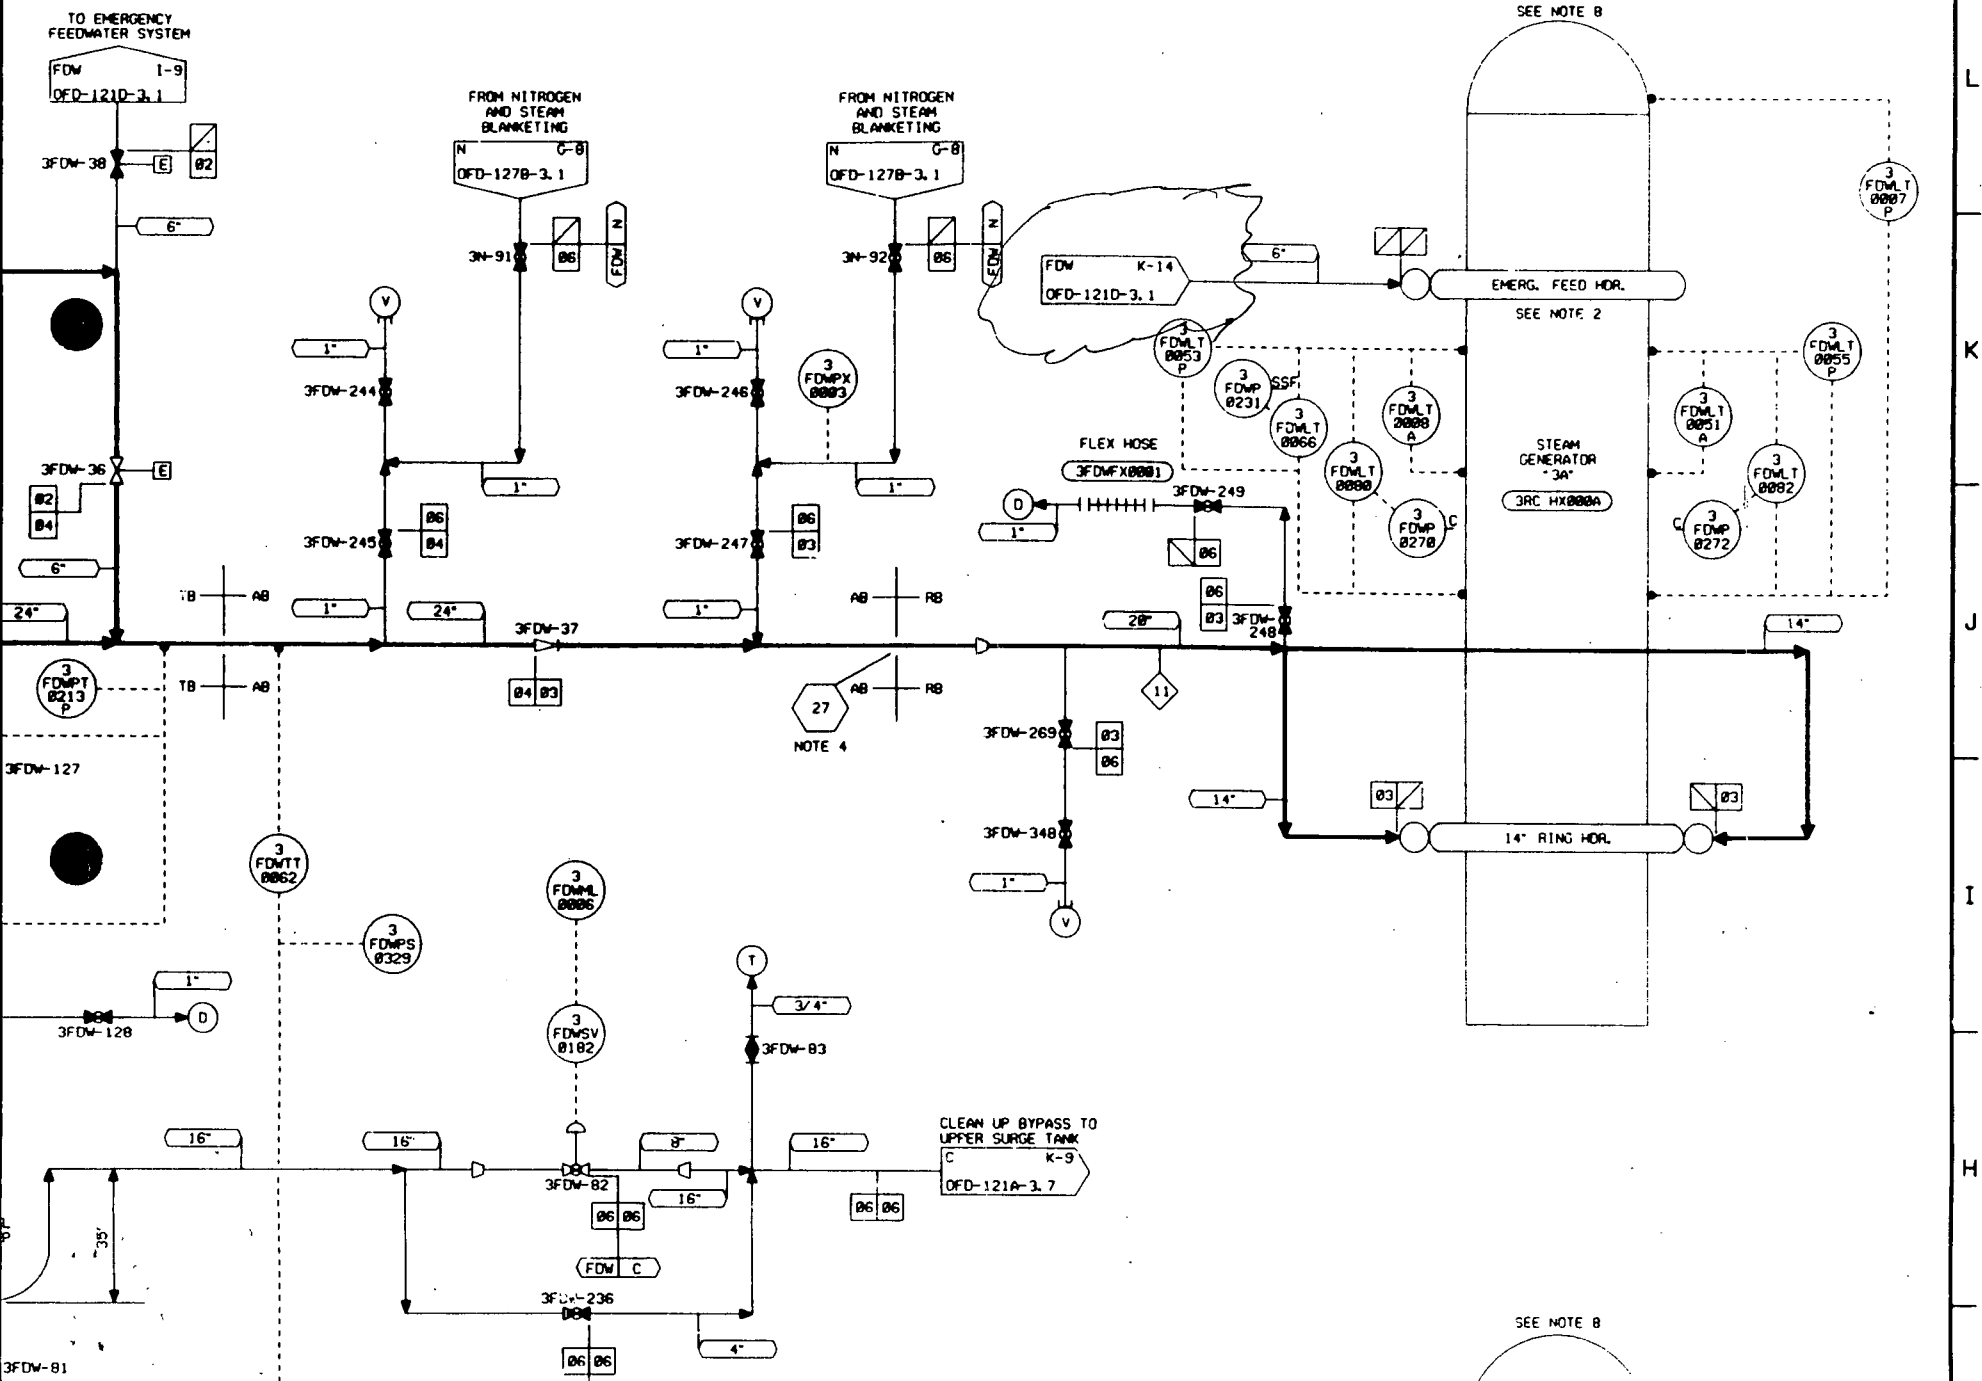 TO EMERGENCY
FEEDWATER SYSTEM
FDW I-9
OFD-121D-3.1
3FDW-38
E
02
6"
FROM NITROGEN
AND STEAM
BLANKETING
N G-8
OFD-127B-3.1
3N-91
06
FDW N
FROM NITROGEN
AND STEAM
BLANKETING
N G-8
OFD-127B-3.1
3N-92
06
FDW N
SEE NOTE 8
L
3
FDWLT
0007
P
FDW K-14
OFD-121D-3.1
6"
EMERG. FEED HDR.
SEE NOTE 2
V
1"
3FDW-244
V
1"
3FDW-246
3
FDWPX
0003
3
FDWLT
0053
P
3
FDWP
0231
SSF
3
FDWLT
0066
3
FDWLT
0080
3
FDWLT
0008
A
3
FDWP
0270
C
3
FDWLT
0055
P
3
FDWLT
0051
A
3
FDWLT
0082
C
3
FDWP
0272
K
STEAM
GENERATOR
"3A"
3RC HX000A
3FDW-36
E
02
04
6"
24"
1"
1"
3FDW-245
06
04
3FDW-247
06
03
FLEX HOSE
3FDWFX0001
D
1"
3FDW-249
06
06
03
3FDW-
248
TB AB
1"
24"
3FDW-37
1"
AB RB
20"
14"
J
3
FDWPT
0213
P
TB AB
04 03
27
NOTE 4
AB RB
11
3FDW-127
3FDW-269
03
06
14"
03
03
3FDW-348
14" RING HDR.
1"
V
I
3
FDWTT
0062
3
FDWML
0006
3
FDWPS
0329
1"
D
3FDW-128
T
3/4"
3
FDWSV
0182
3FDW-83
16"
16"
8"
16"
3FDW-82
16"
06 06
06 06
FDW C
CLEAN UP BYPASS TO
UPPER SURGE TANK
C K-9
OFD-121A-3.7
H
35'
3FDW-236
4"
06 06
3FDW-81
SEE NOTE 8